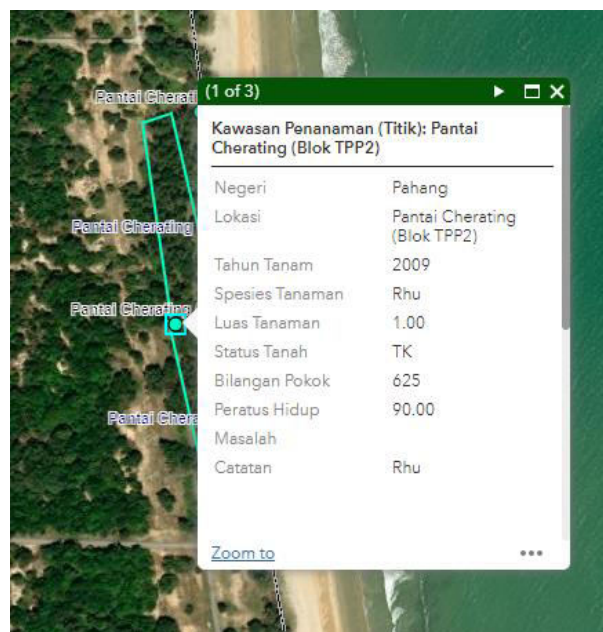 Pantai Cherati
(1 of 3)
Kawasan Penanaman (Titik): Pantai
Cherating (Blok TPP2)
Negeri Pahang
Lokasi Pantai Cherating
(Blok TPP2)
Pantai Cherating
Tahun Tanam 2009
Spesies Tanaman Rhu
Pantai Cherating
Luas Tanaman 1.00
Status Tanah TK
Bilangan Pokok 625
Peratus Hidup 90.00
Pantai Chera
Masalah
Catatan Rhu
Zoom to